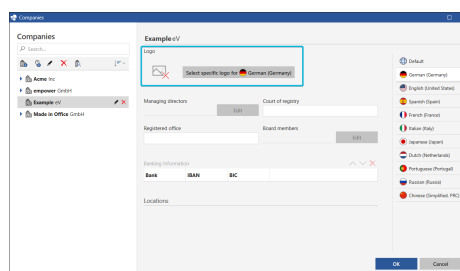 Companies
Companies
Search...
Acme Inc
empower GmbH
Example eV
Made in Office GmbH
Example eV
Logo
Select specific logo for German (Germany)
Managing directors
Edit
Court of registry
Registered office
Board members
Edit
Banking information
Bank IBAN BIC
Locations
Default
German (Germany)
English (United States)
Spanish (Spain)
French (France)
Italian (Italy)
Japanese (Japan)
Dutch (Netherlands)
Portuguese (Portugal)
Russian (Russia)
Chinese (Simplified, PRC)
OK Cancel